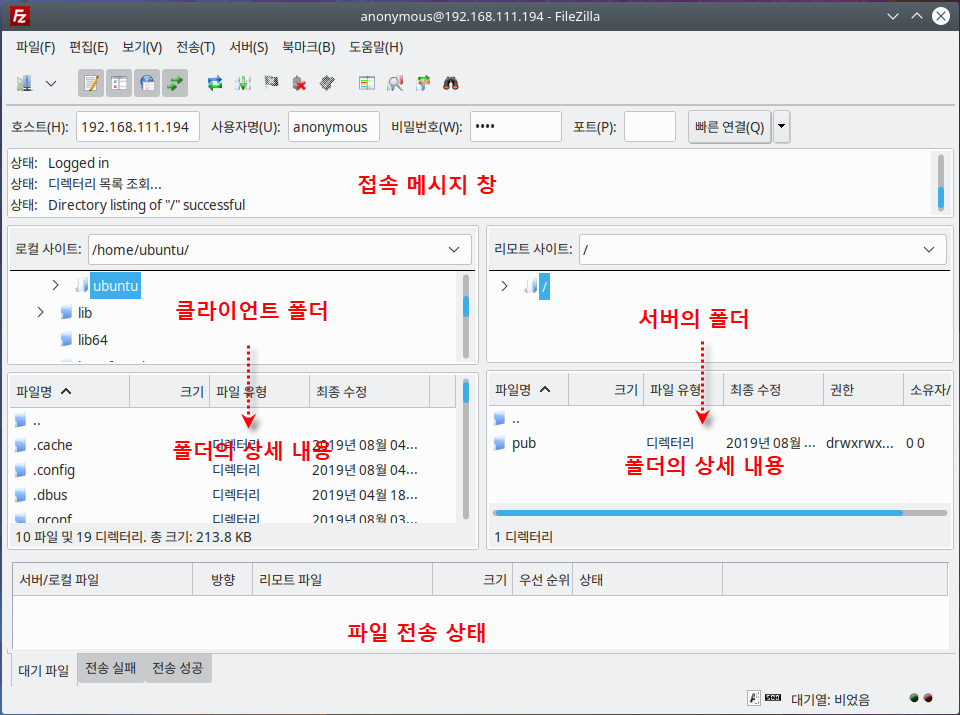 anonymous@192.168.111.194 - FileZilla
파일(F) 편집(E) 보기(V) 전송(T) 서버(S) 북마크(B) 도움말(H)
호스트(H): 192.168.111.194 사용자명(U): anonymous 비밀번호(W): •••• 포트(P): 빠른 연결(Q)
상태: Logged in
상태: 디렉터리 목록 조회...
상태: Directory listing of "/" successful
접속 메시지 창
로컬 사이트: /home/ubuntu/
ubuntu
lib
lib64
클라이언트 폴더
파일명 크기 파일 유형 최종 수정
..
.cache 디렉터리 2019년 08월 04...
.config 디렉터리 2019년 08월 04...
.dbus 디렉터리 2019년 04월 18...
.gconf 디렉터리 2019년 08월 03...
폴더의 상세 내용
10 파일 및 19 디렉터리. 총 크기: 213.8 KB
리모트 사이트: /
/
서버의 폴더
파일명 크기 파일 유형 최종 수정 권한 소유자/
..
pub 디렉터리 2019년 08월 ... drwxrwx... 0 0
폴더의 상세 내용
1 디렉터리
서버/로컬 파일 방향 리모트 파일 크기 우선 순위 상태
파일 전송 상태
대기 파일 전송 실패 전송 성공
대기열: 비었음